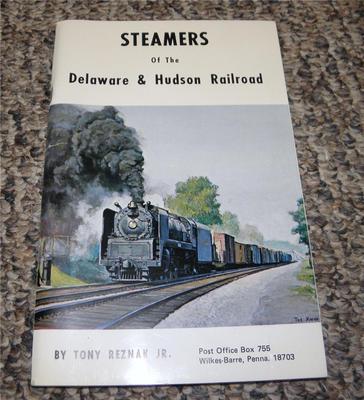 STEAMERS
Of The
Delaware & Hudson Railroad
BY TONY REZNAK JR.
Post Office Box 755
Wilkes-Barre, Penna. 18703